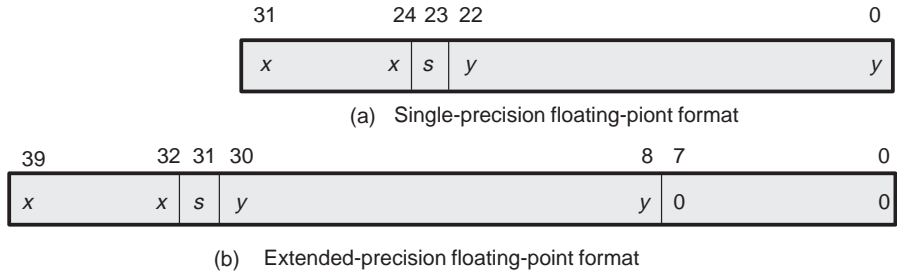 31 24 23 22 0
x x s y y
(a) Single-precision floating-piont format
39 32 31 30 8 7 0
x x s y y 0 0
(b) Extended-precision floating-point format